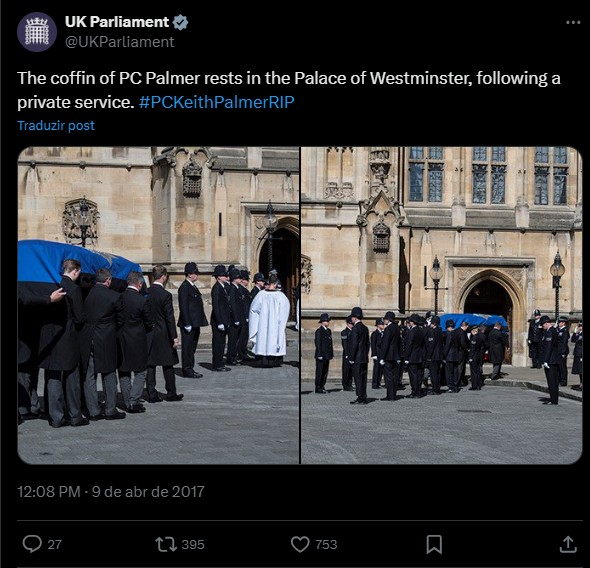 UK Parliament
@UKParliament
The coffin of PC Palmer rests in the Palace of Westminster, following a
private service. #PCKeithPalmerRIP
Traduzir post
12:08 PM · 9 de abr de 2017
27 395 753